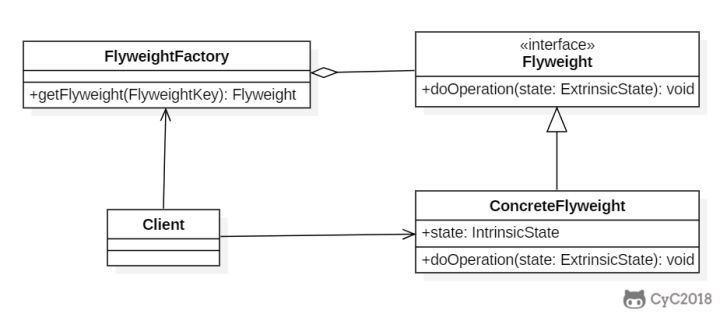 FlyweightFactory
+getFlyweight(FlyweightKey): Flyweight
«interface»
Flyweight
+doOperation(state: ExtrinsicState): void
Client
ConcreteFlyweight
+state: IntrinsicState
+doOperation(state: ExtrinsicState): void
CyC2018